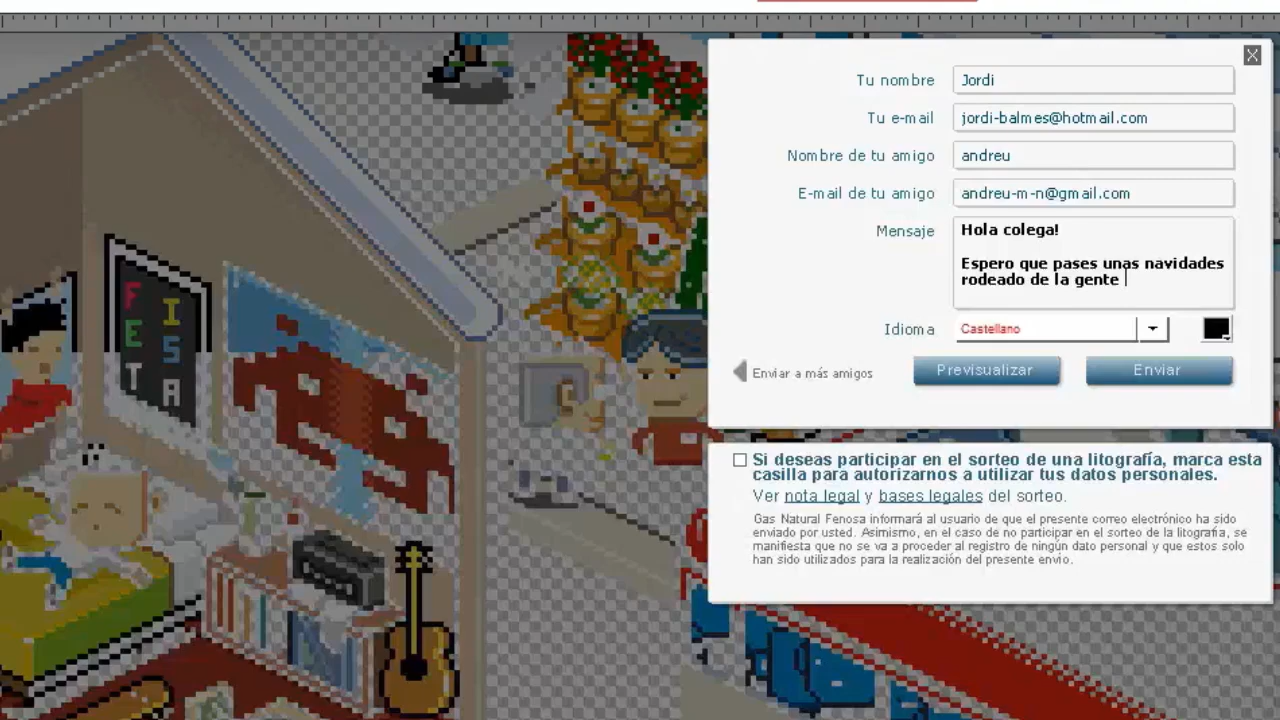 Tu nombre Jordi
Tu e-mail jordi-balmes@hotmail.com
Nombre de tu amigo andreu
E-mail de tu amigo andreu-m-n@gmail.com
Mensaje Hola colega!
Espero que pases unas navidades
rodeado de la gente
Idioma Castellano
Enviar a más amigos Previsualizar Enviar
Si deseas participar en el sorteo de una litografía, marca esta
casilla para autorizarnos a utilizar tus datos personales.
Ver nota legal y bases legales del sorteo.
Gas Natural Fenosa informará al usuario de que el presente correo electrónico ha sido
enviado por usted. Asimismo, en el caso de no participar en el sorteo de la litografía, se
manifiesta que no se va a proceder al registro de ningún dato personal y que estos solo
han sido utilizados para la realización del presente envío.
F I
E S
T A